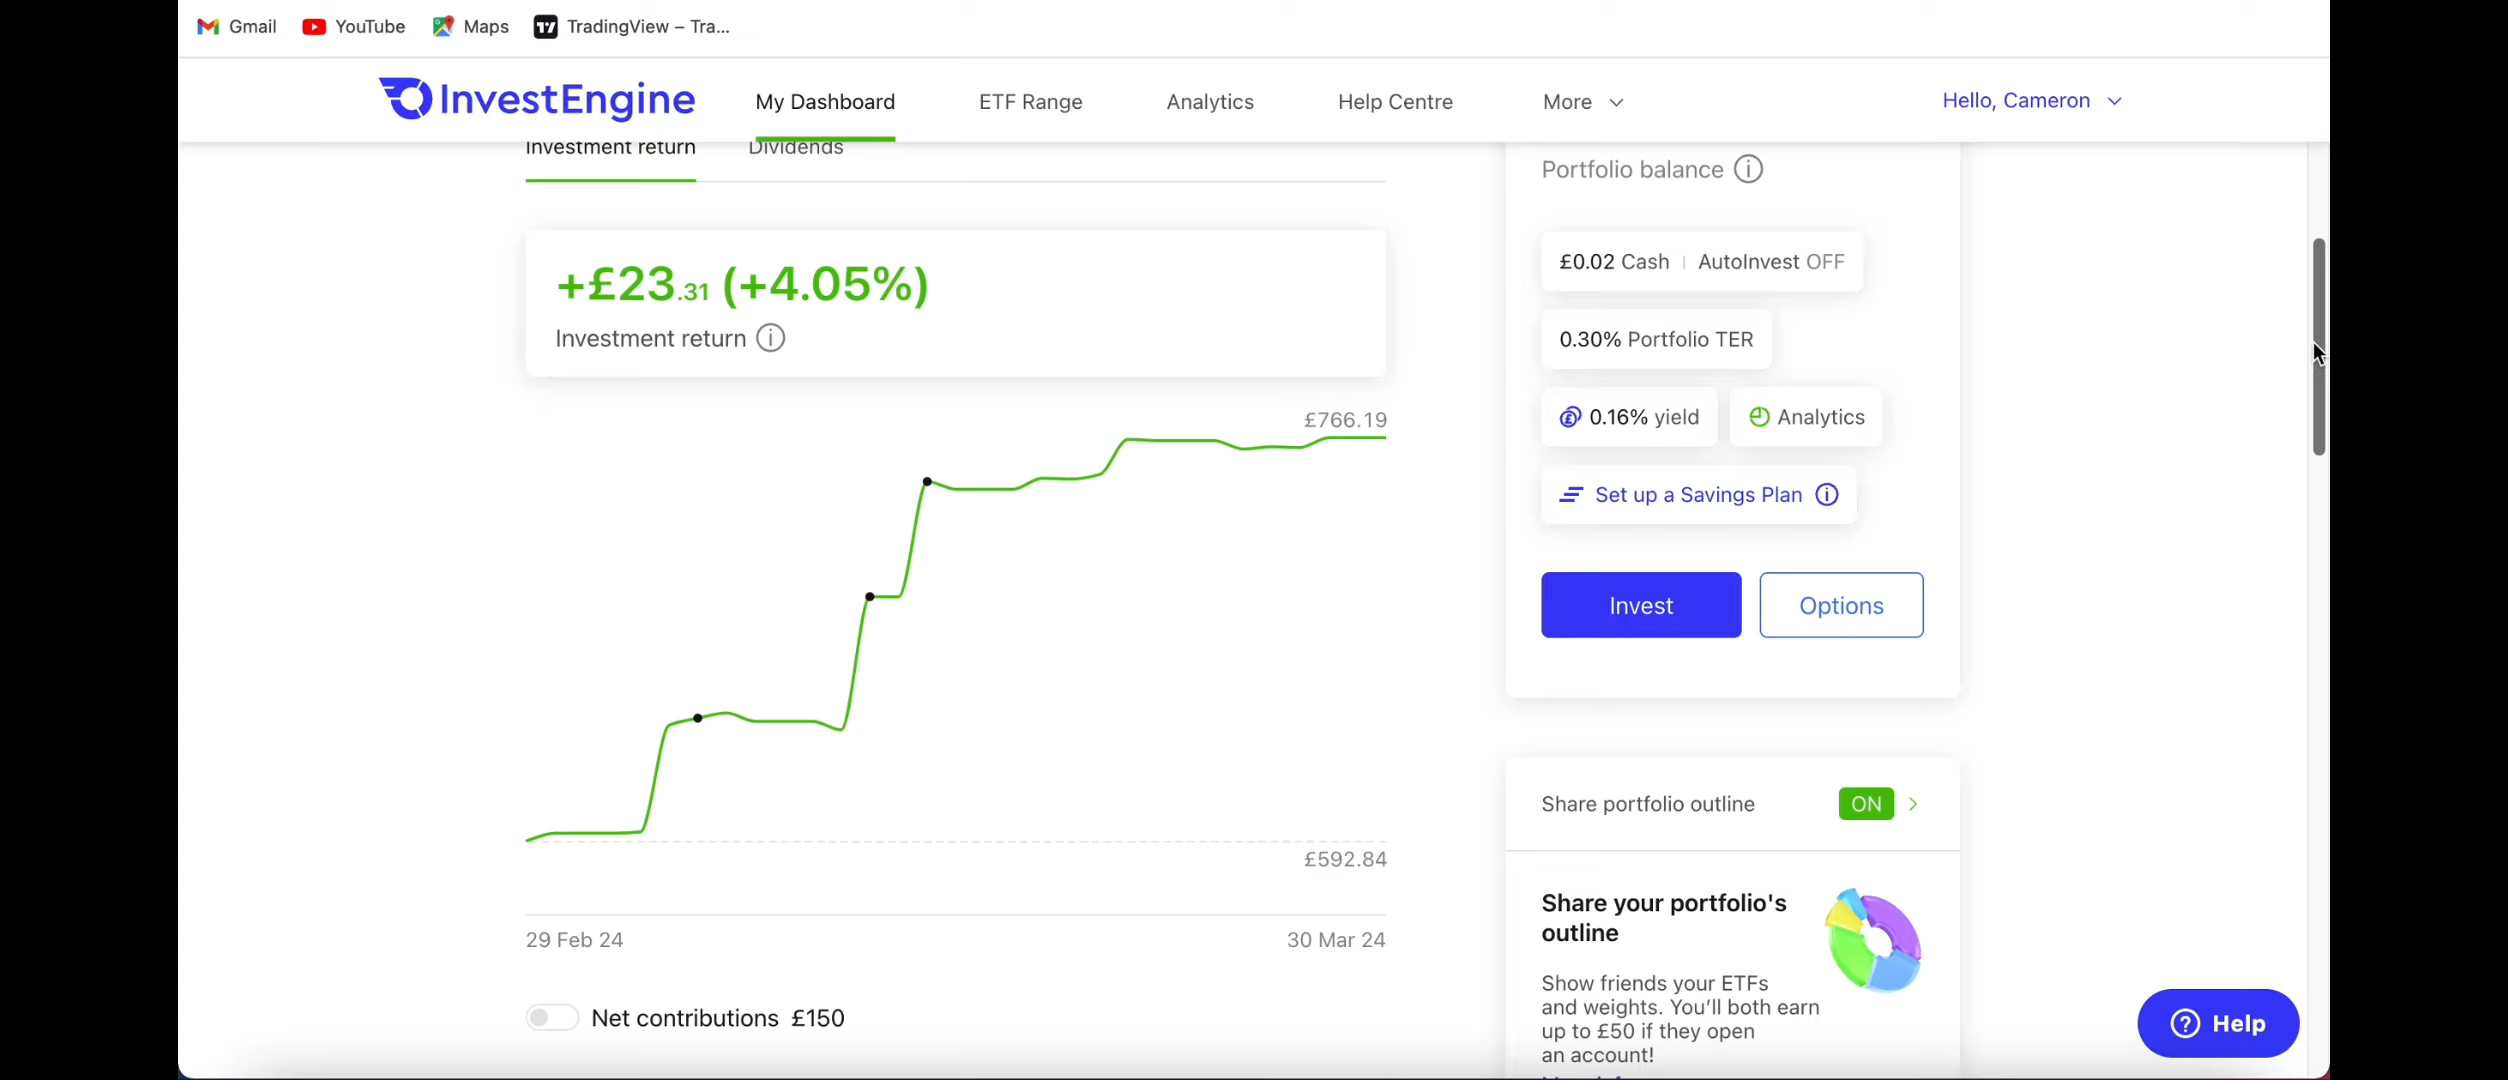 Gmail
YouTube
Maps
TradingView – Tra...
InvestEngine
My Dashboard
ETF Range
Analytics
Help Centre
More
Hello, Cameron
Investment return
Dividends
+£23.31 (+4.05%)
Investment return
£766.19
£592.84
29 Feb 24
30 Mar 24
Net contributions £150
Portfolio balance
£0.02 Cash | AutoInvest OFF
0.30% Portfolio TER
0.16% yield
Analytics
Set up a Savings Plan
Invest
Options
Share portfolio outline
ON
Share your portfolio's
outline
Show friends your ETFs
and weights. You'll both earn
up to £50 if they open
an account!
Help